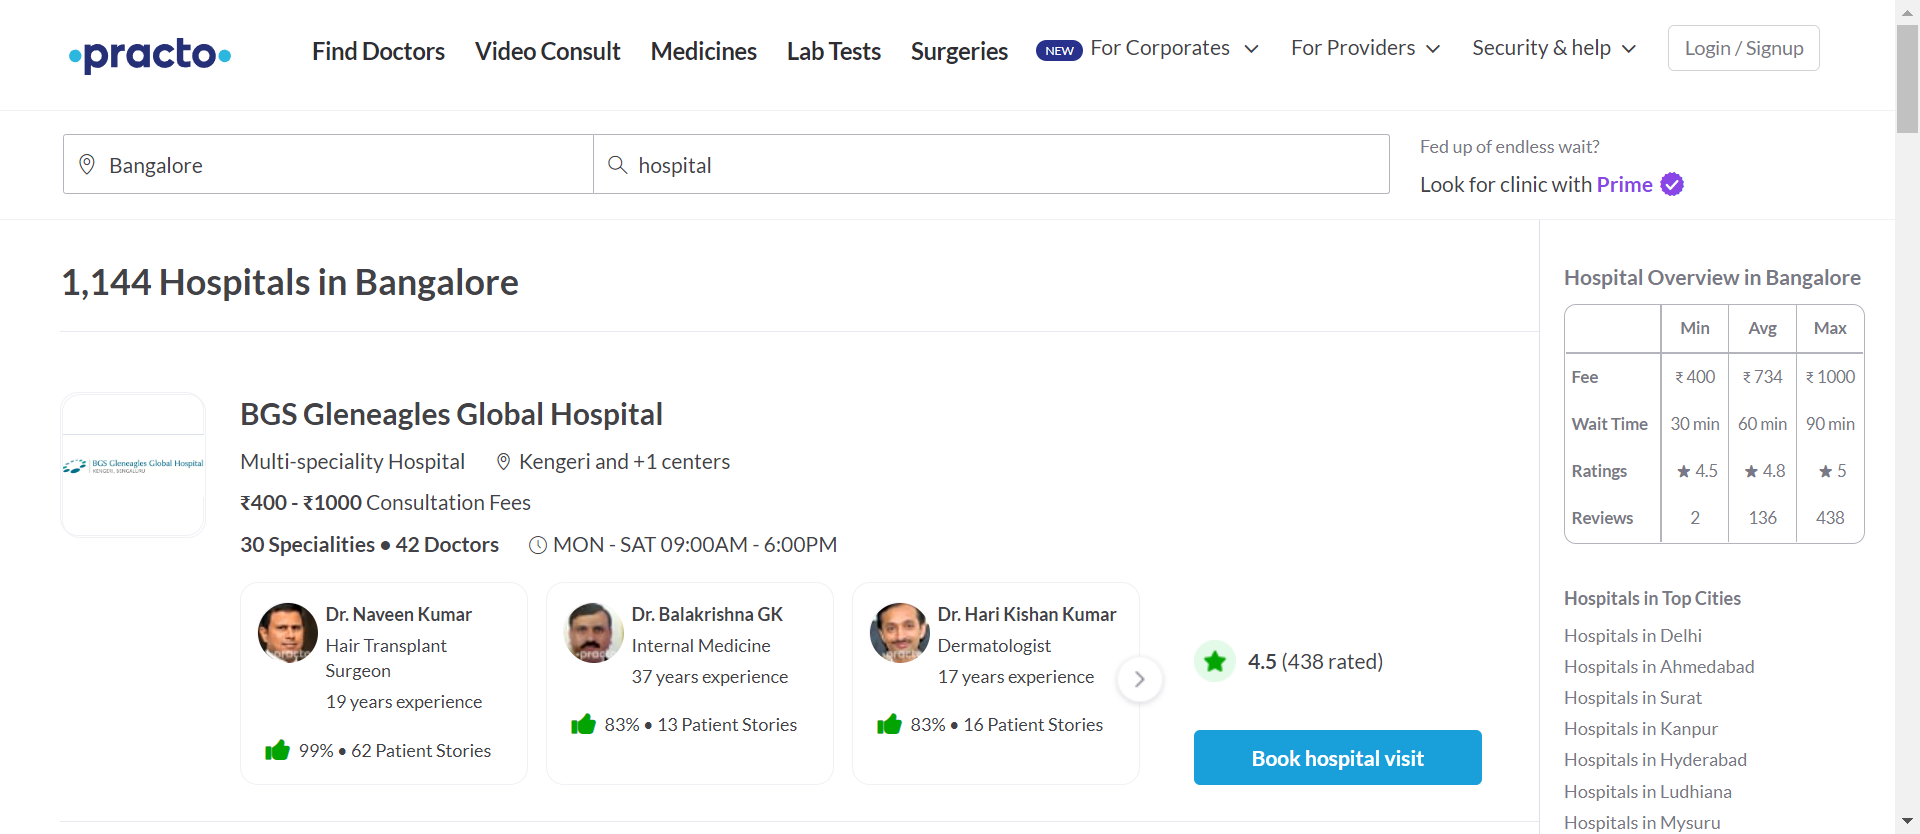 practo
Find Doctors Video Consult Medicines Lab Tests Surgeries NEW For Corporates For Providers Security & help Login / Signup
Bangalore
hospital
Fed up of endless wait?
Look for clinic with Prime
1,144 Hospitals in Bangalore
BGS Gleneagles Global Hospital
KENGERI, BENGALURU
BGS Gleneagles Global Hospital
Multi-speciality Hospital Kengeri and +1 centers
₹400 - ₹1000 Consultation Fees
30 Specialities • 42 Doctors MON - SAT 09:00AM - 6:00PM
practo
Dr. Naveen Kumar
Hair Transplant
Surgeon
19 years experience
99% • 62 Patient Stories
practo
Dr. Balakrishna GK
Internal Medicine
37 years experience
83% • 13 Patient Stories
practo
Dr. Hari Kishan Kumar
Dermatologist
17 years experience
83% • 16 Patient Stories
4.5 (438 rated)
Book hospital visit
Hospital Overview in Bangalore
Min Avg Max
Fee ₹ 400 ₹ 734 ₹ 1000
Wait Time 30 min 60 min 90 min
Ratings ★ 4.5 ★ 4.8 ★ 5
Reviews 2 136 438
Hospitals in Top Cities
Hospitals in Delhi
Hospitals in Ahmedabad
Hospitals in Surat
Hospitals in Kanpur
Hospitals in Hyderabad
Hospitals in Ludhiana
Hospitals in Mysuru